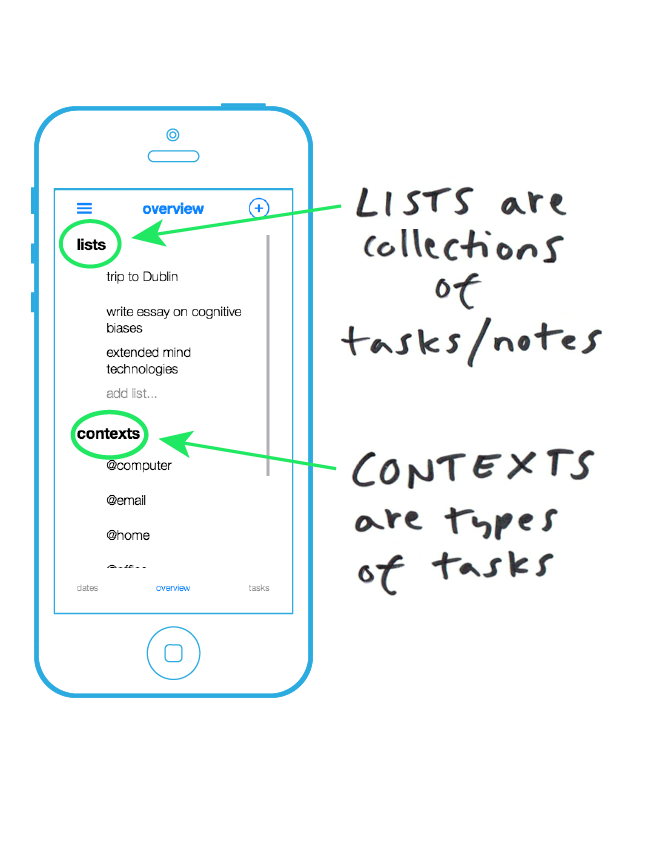 overview
lists
trip to Dublin
write essay on cognitive
biases
extended mind
technologies
add list...
contexts
@computer
@email
@home
@office
dates overview tasks
LISTS are
collections
of
tasks/notes
CONTEXTS
are types
of tasks